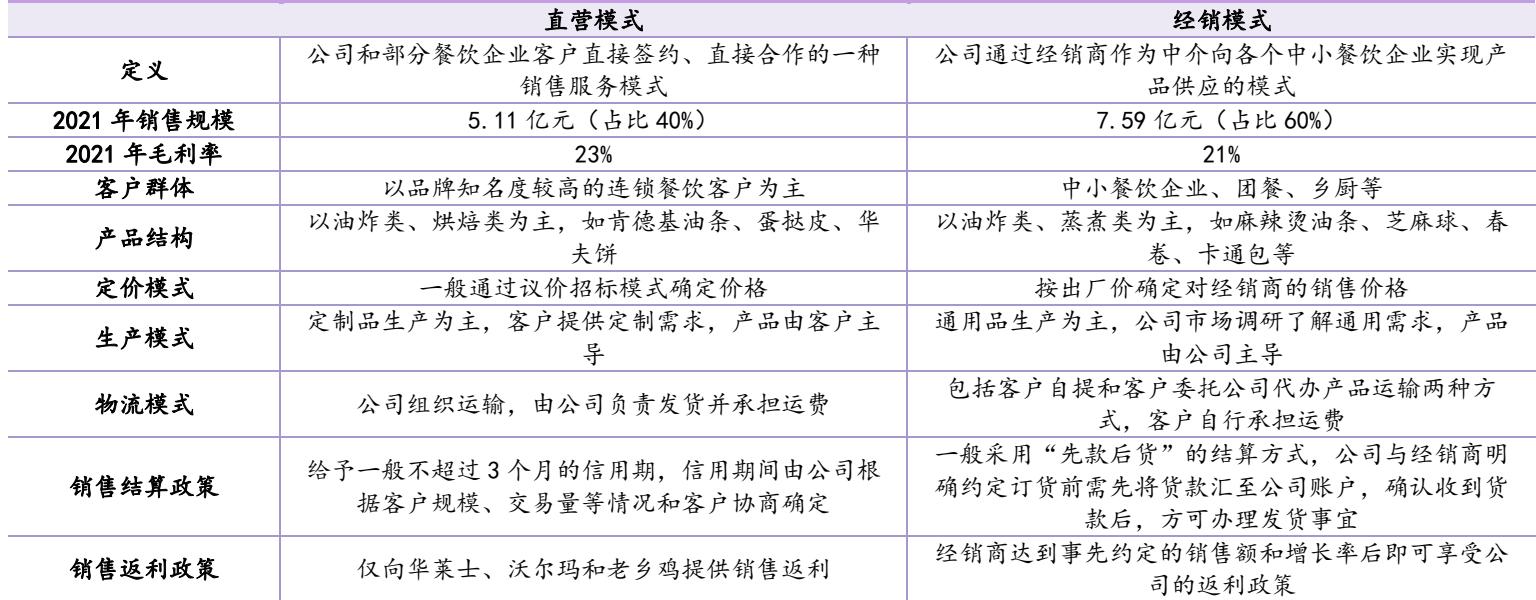 直营模式 经销模式
定义 公司和部分餐饮企业客户直接签约、直接合作的一种 公司通过经销商作为中介向各个中小餐饮企业实现产
销售服务模式 品供应的模式
2021 年销售规模 5.11 亿元（占比 40%） 7.59 亿元（占比 60%）
2021 年毛利率 23% 21%
客户群体 以品牌知名度较高的连锁餐饮客户为主 中小餐饮企业、团餐、乡厨等
产品结构 以油炸类、烘焙类为主，如肯德基油条、蛋挞皮、华 以油炸类、蒸煮类为主，如麻辣烫油条、芝麻球、春
夫饼 卷、卡通包等
定价模式 一般通过议价招标模式确定价格 按出厂价确定对经销商的销售价格
生产模式 定制品生产为主，客户提供定制需求，产品由客户主 通用品生产为主，公司市场调研了解通用需求，产品
导 由公司主导
物流模式 公司组织运输，由公司负责发货并承担运费 包括客户自提和客户委托公司代办产品运输两种方
式，客户自行承担运费
销售结算政策 给予一般不超过 3 个月的信用期，信用期间由公司根 一般采用“先款后货”的结算方式，公司与经销商明
据客户规模、交易量等情况和客户协商确定 确约定订货前需先将货款汇至公司账户，确认收到货
款后，方可办理发货事宜
销售返利政策 仅向华莱士、沃尔玛和老乡鸡提供销售返利 经销商达到事先约定的销售额和增长率后即可享受公
司的返利政策